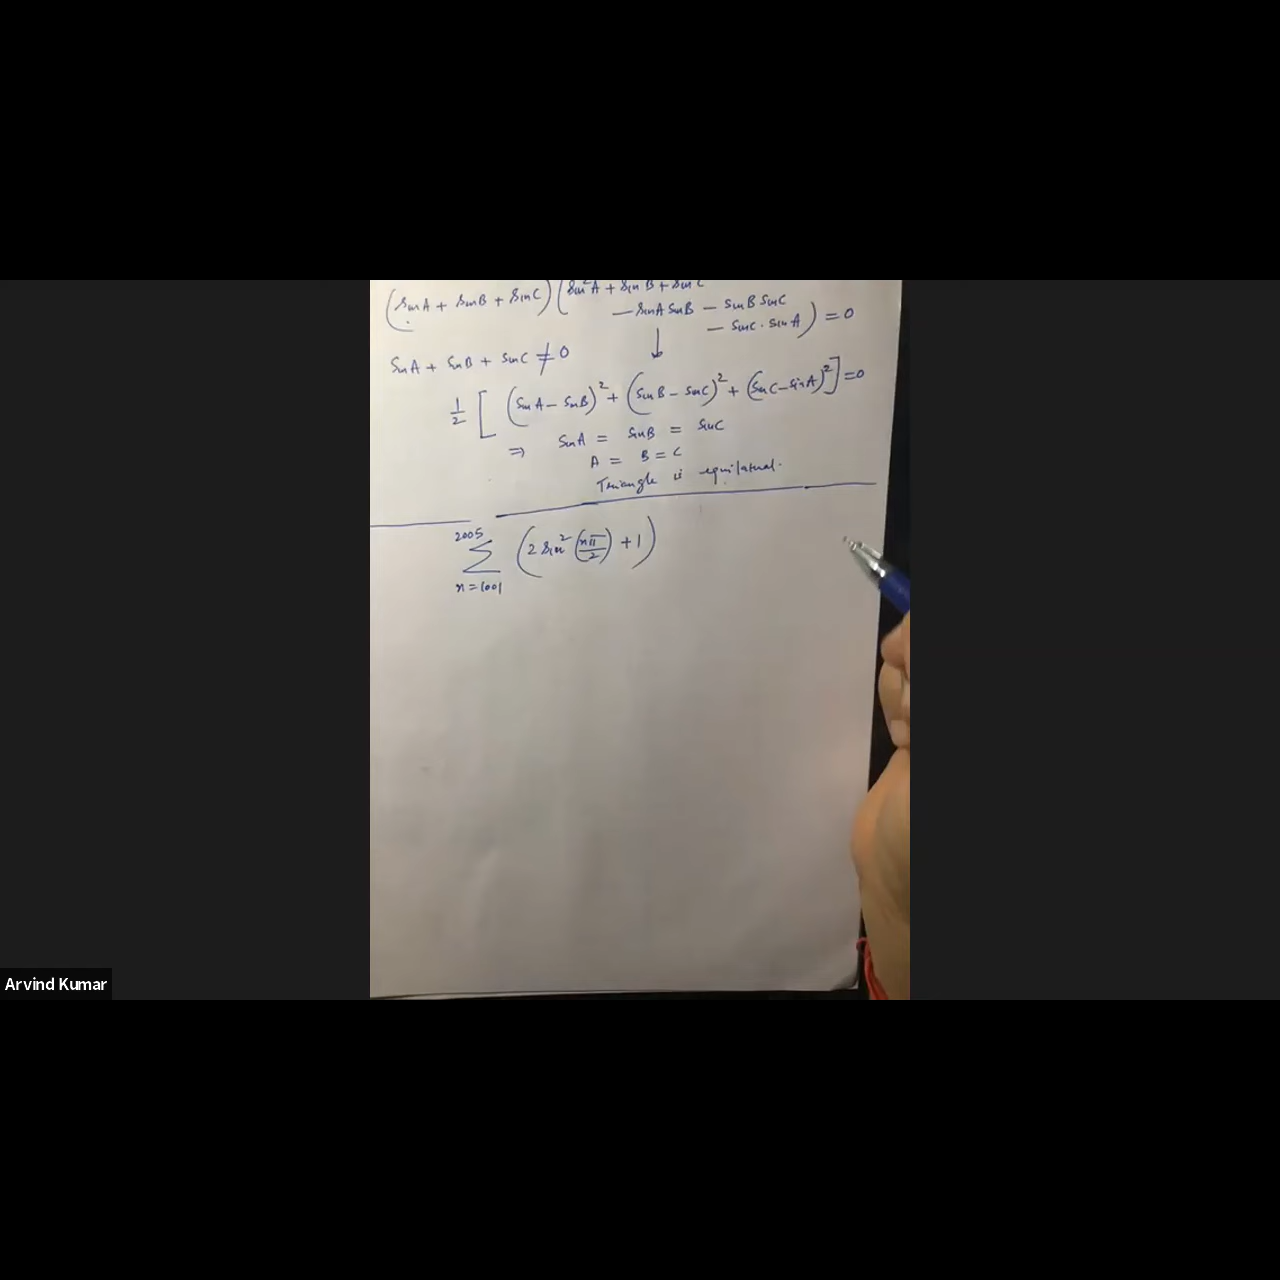 (sinA + sinB + sinC)(sin²A + sin²B + sin²C
— sinA sinB — sinB sinC
— sinC · sinA) = 0
sinA + sinB + sinC ≠ 0
↓
1/2 [(sinA − sinB)² + (sinB − sinC)² + (sinC − sinA)²] = 0
⇒ sinA = sinB = sinC
A = B = C
Triangle is equilateral.
2005
∑ (2 sin² (nπ/2) + 1)
n = 1001
Arvind Kumar